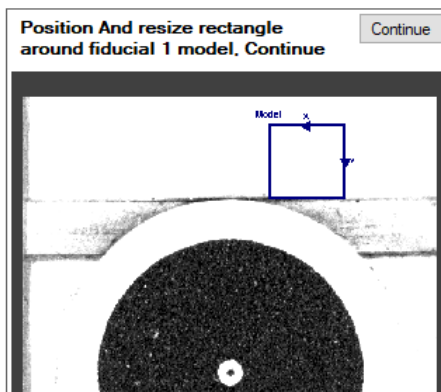 Position And resize rectangle
around fiducial 1 model, Continue
Continue
Model
X